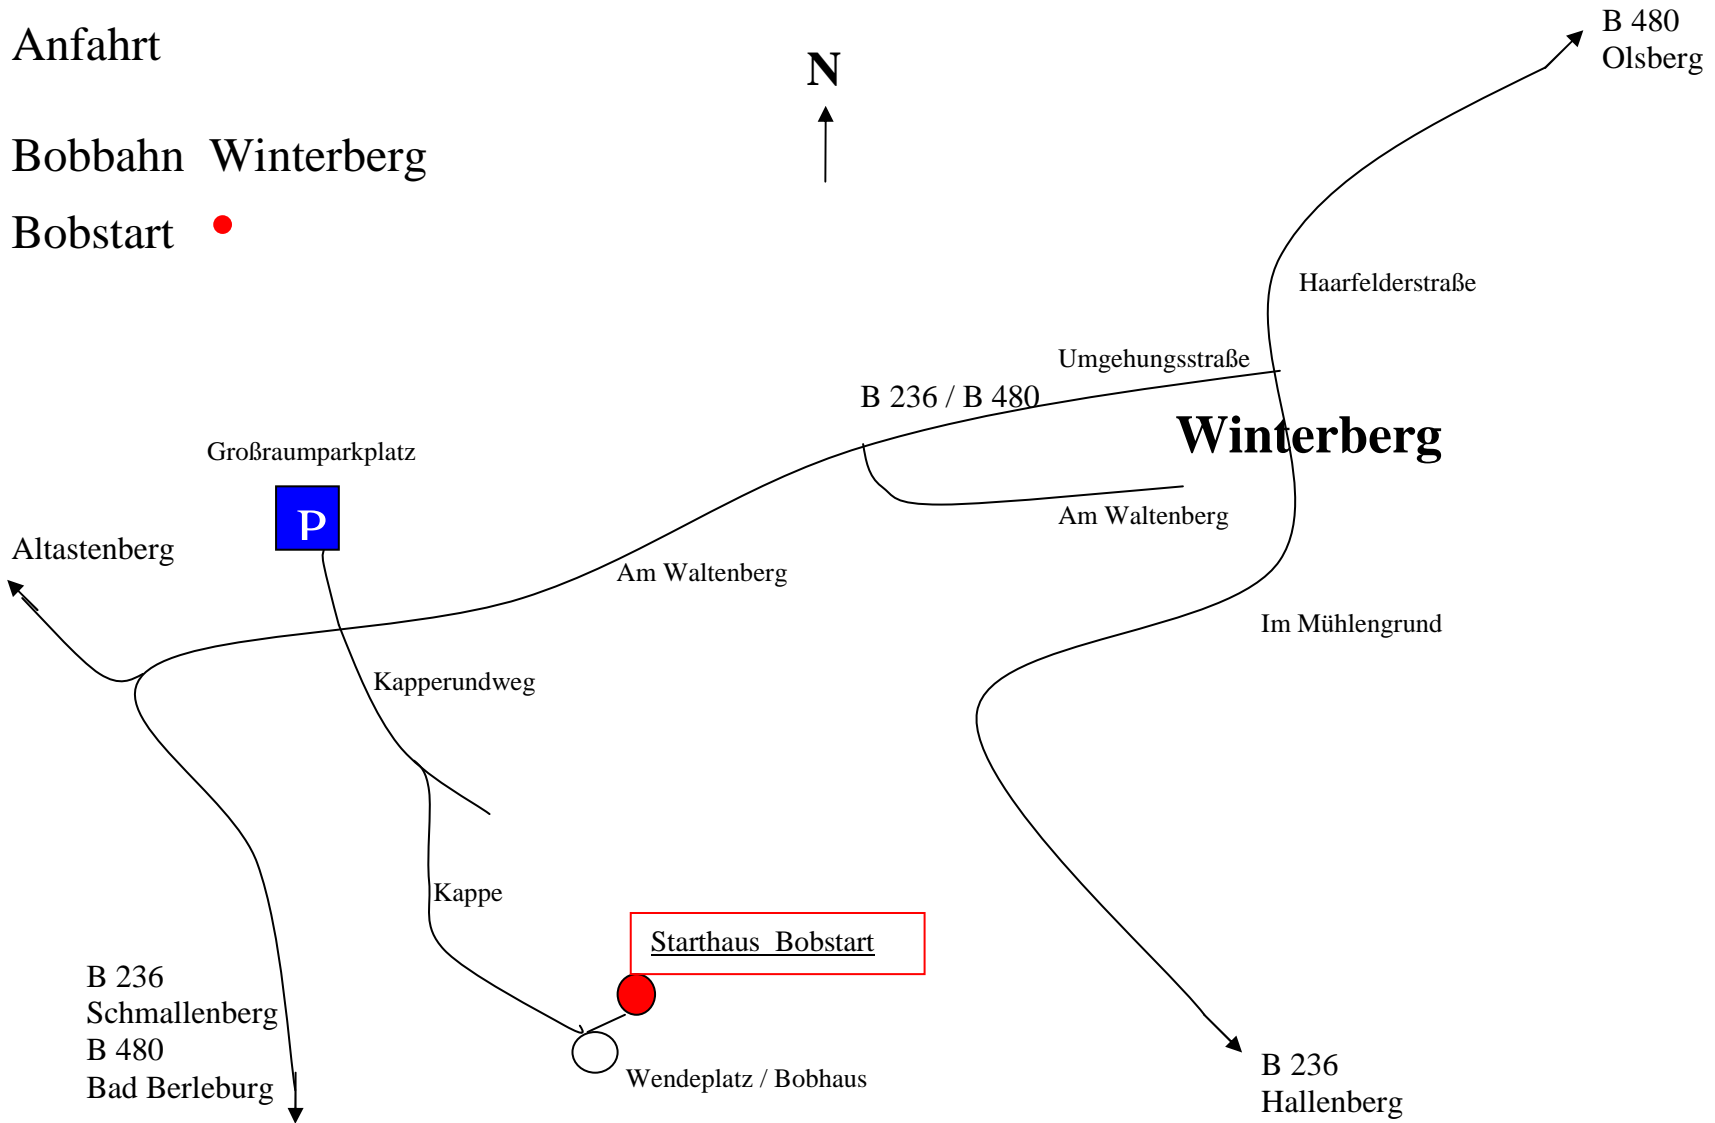 Anfahrt
Bobbahn Winterberg
Bobstart
N
B 480
Olsberg
Haarfelderstraße
Umgehungsstraße
B 236 / B 480
Winterberg
Großraumparkplatz
P
Am Waltenberg
Altastenberg
Am Waltenberg
Im Mühlengrund
Kapperundweg
Kappe
Starthaus Bobstart
B 236
Schmallenberg
B 480
Bad Berleburg
Wendeplatz / Bobhaus
B 236
Hallenberg